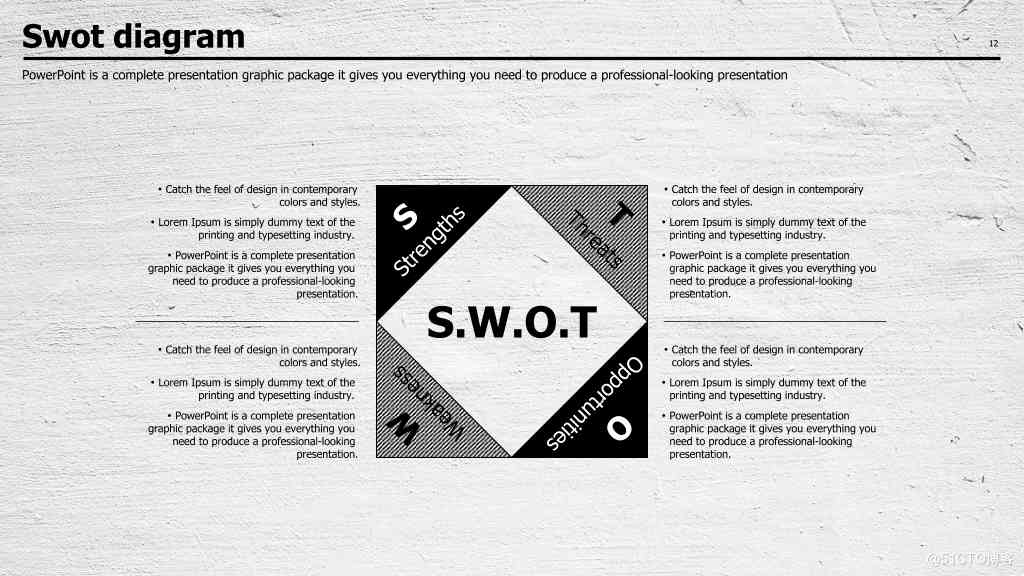 Swot diagram
12
PowerPoint is a complete presentation graphic package it gives you everything you need to produce a professional-looking presentation
• Catch the feel of design in contemporary
colors and styles.
• Lorem Ipsum is simply dummy text of the
printing and typesetting industry.
• PowerPoint is a complete presentation
graphic package it gives you everything you
need to produce a professional-looking
presentation.
S
Strengths
T
Threats
• Catch the feel of design in contemporary
colors and styles.
• Lorem Ipsum is simply dummy text of the
printing and typesetting industry.
• PowerPoint is a complete presentation
graphic package it gives you everything you
need to produce a professional-looking
presentation.
S.W.O.T
• Catch the feel of design in contemporary
colors and styles.
• Lorem Ipsum is simply dummy text of the
printing and typesetting industry.
• PowerPoint is a complete presentation
graphic package it gives you everything you
need to produce a professional-looking
presentation.
Weakness
W
Opportunities
O
• Catch the feel of design in contemporary
colors and styles.
• Lorem Ipsum is simply dummy text of the
printing and typesetting industry.
• PowerPoint is a complete presentation
graphic package it gives you everything you
need to produce a professional-looking
presentation.
@51CTO博客